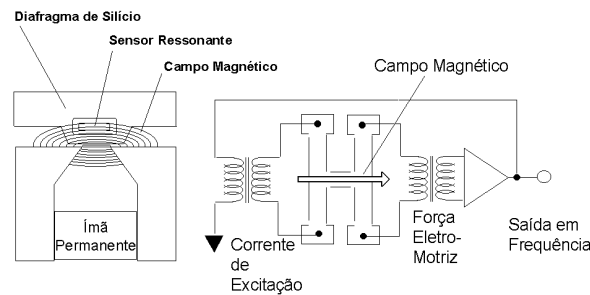 Diafragma de Silício
Sensor Ressonante
Campo Magnético
Ímã
Permanente
Campo Magnético
Corrente
de
Excitação
Força
Eletro-
Motriz
Saída em
Frequência